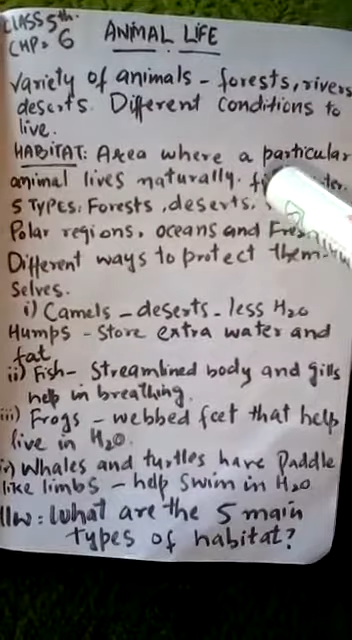 CLASS 5th
CHP = 6 ANIMAL LIFE
Variety of animals - forests, rivers
deserts. Different conditions to
live.
HABITAT: Area where a particular
animal lives naturally.
5 TYPES: Forests, deserts,
Polar regions, oceans and
Different ways to protect them-
selves.
i) Camels - deserts - less H2O
Humps - Store extra water and
fat
ii) Fish - Streamlined body and gills
help in breathing.
iii) Frogs - webbed feet that help
live in H2O.
iv) Whales and turtles have Paddle
like limbs - help swim in H2O
HW: What are the 5 main
types of habitat?